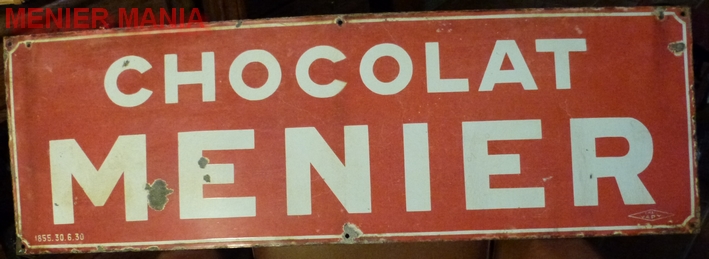 MENIER MANIA
CHOCOLAT
MENIER
1855.30.6.30